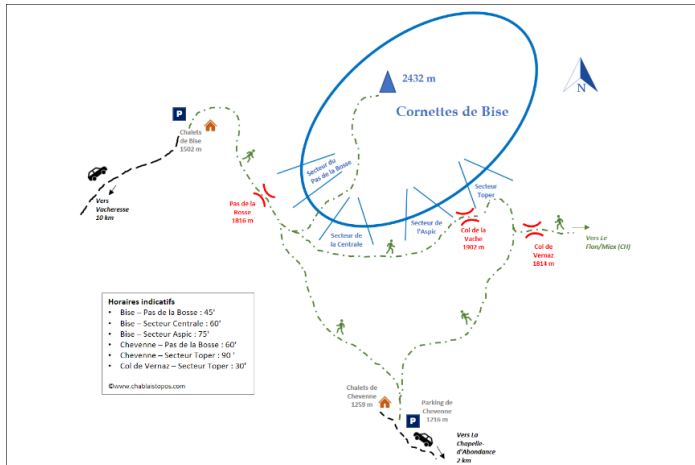 2432 m
Cornettes de Bise
N
P
Chalets
de Bise
1502 m
Vers
Vacheresse
10 km
Secteur du
Pas de la Bosse
Pas de la
Bosse
1816 m
Secteur de
la Centrale
Secteur de
l'Aspic
Secteur
Toper
Col de la
Vache
1902 m
Col de
Vernaz
1814 m
Vers Le
Flon/Miex (CH)
Horaires indicatifs
• Bise – Pas de la Bosse : 45'
• Bise – Secteur Centrale : 60'
• Bise – Secteur Aspic : 75'
• Chevenne – Pas de la Bosse : 60'
• Chevenne – Secteur Toper : 90 '
• Col de Vernaz – Secteur Toper : 30'
©www.chablaistopos.com
Chalets de
Chevenne
1259 m
Parking de
Chevenne
1216 m
P
Vers La
Chapelle-
d'Abondance
2 km